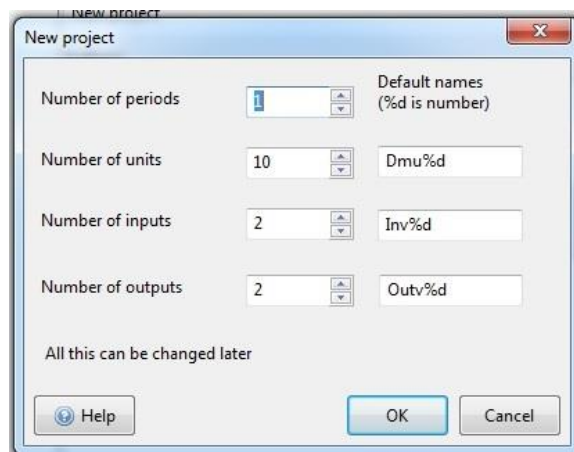 New project
New project
Default names
(%d is number)
Number of periods 1
Number of units 10 Dmu%d
Number of inputs 2 Inv%d
Number of outputs 2 Outv%d
All this can be changed later
Help OK Cancel